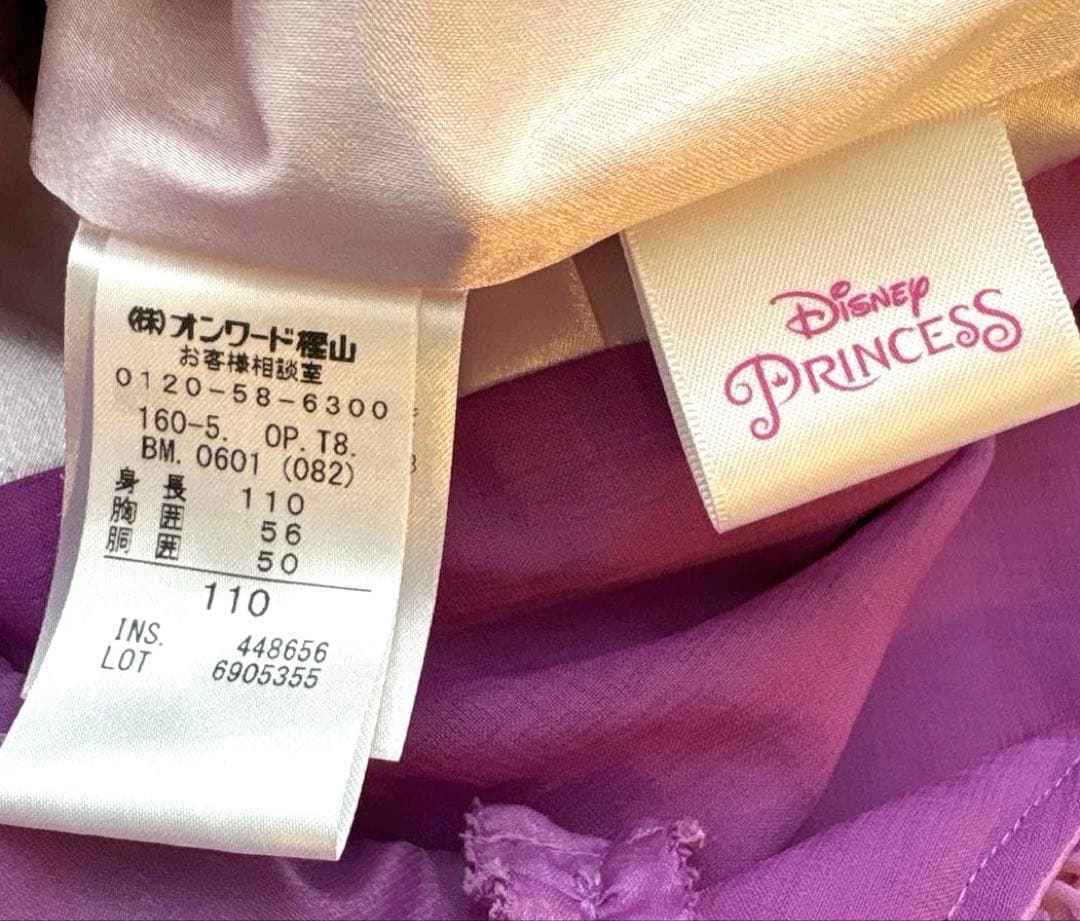 (株)オンワード樫山
お客様相談室
0120-58-6300
160-5. OP.T8.
BM. 0601 (082)
身長 110
胸囲 56
胴囲 50
110
INS. 448656
LOT 6905355
Disney
PRINCESS